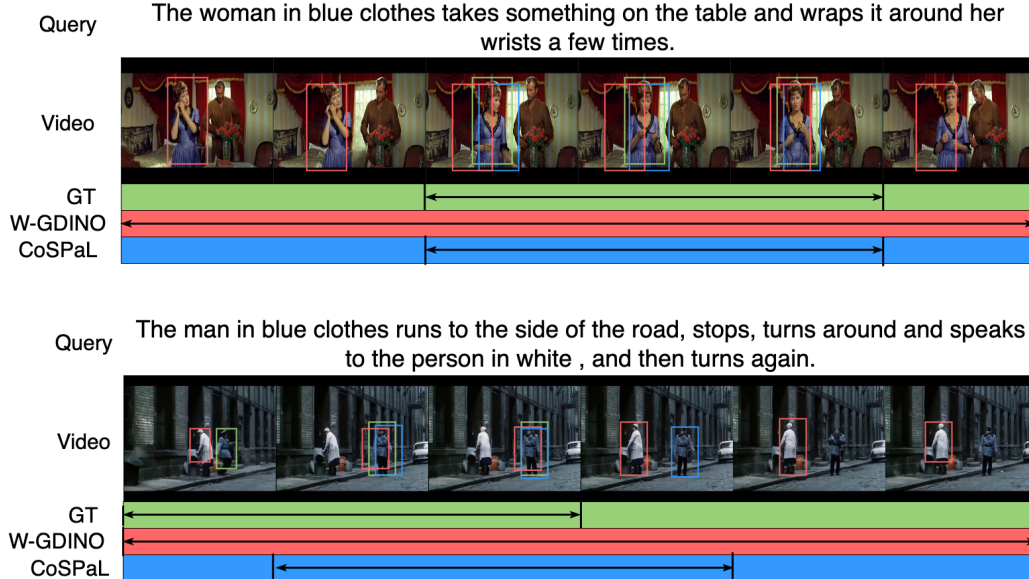 Query
The woman in blue clothes takes something on the table and wraps it around her
wrists a few times.
Video
GT
W-GDINO
CoSPaL
Query
The man in blue clothes runs to the side of the road, stops, turns around and speaks
to the person in white , and then turns again.
Video
GT
W-GDINO
CoSPaL